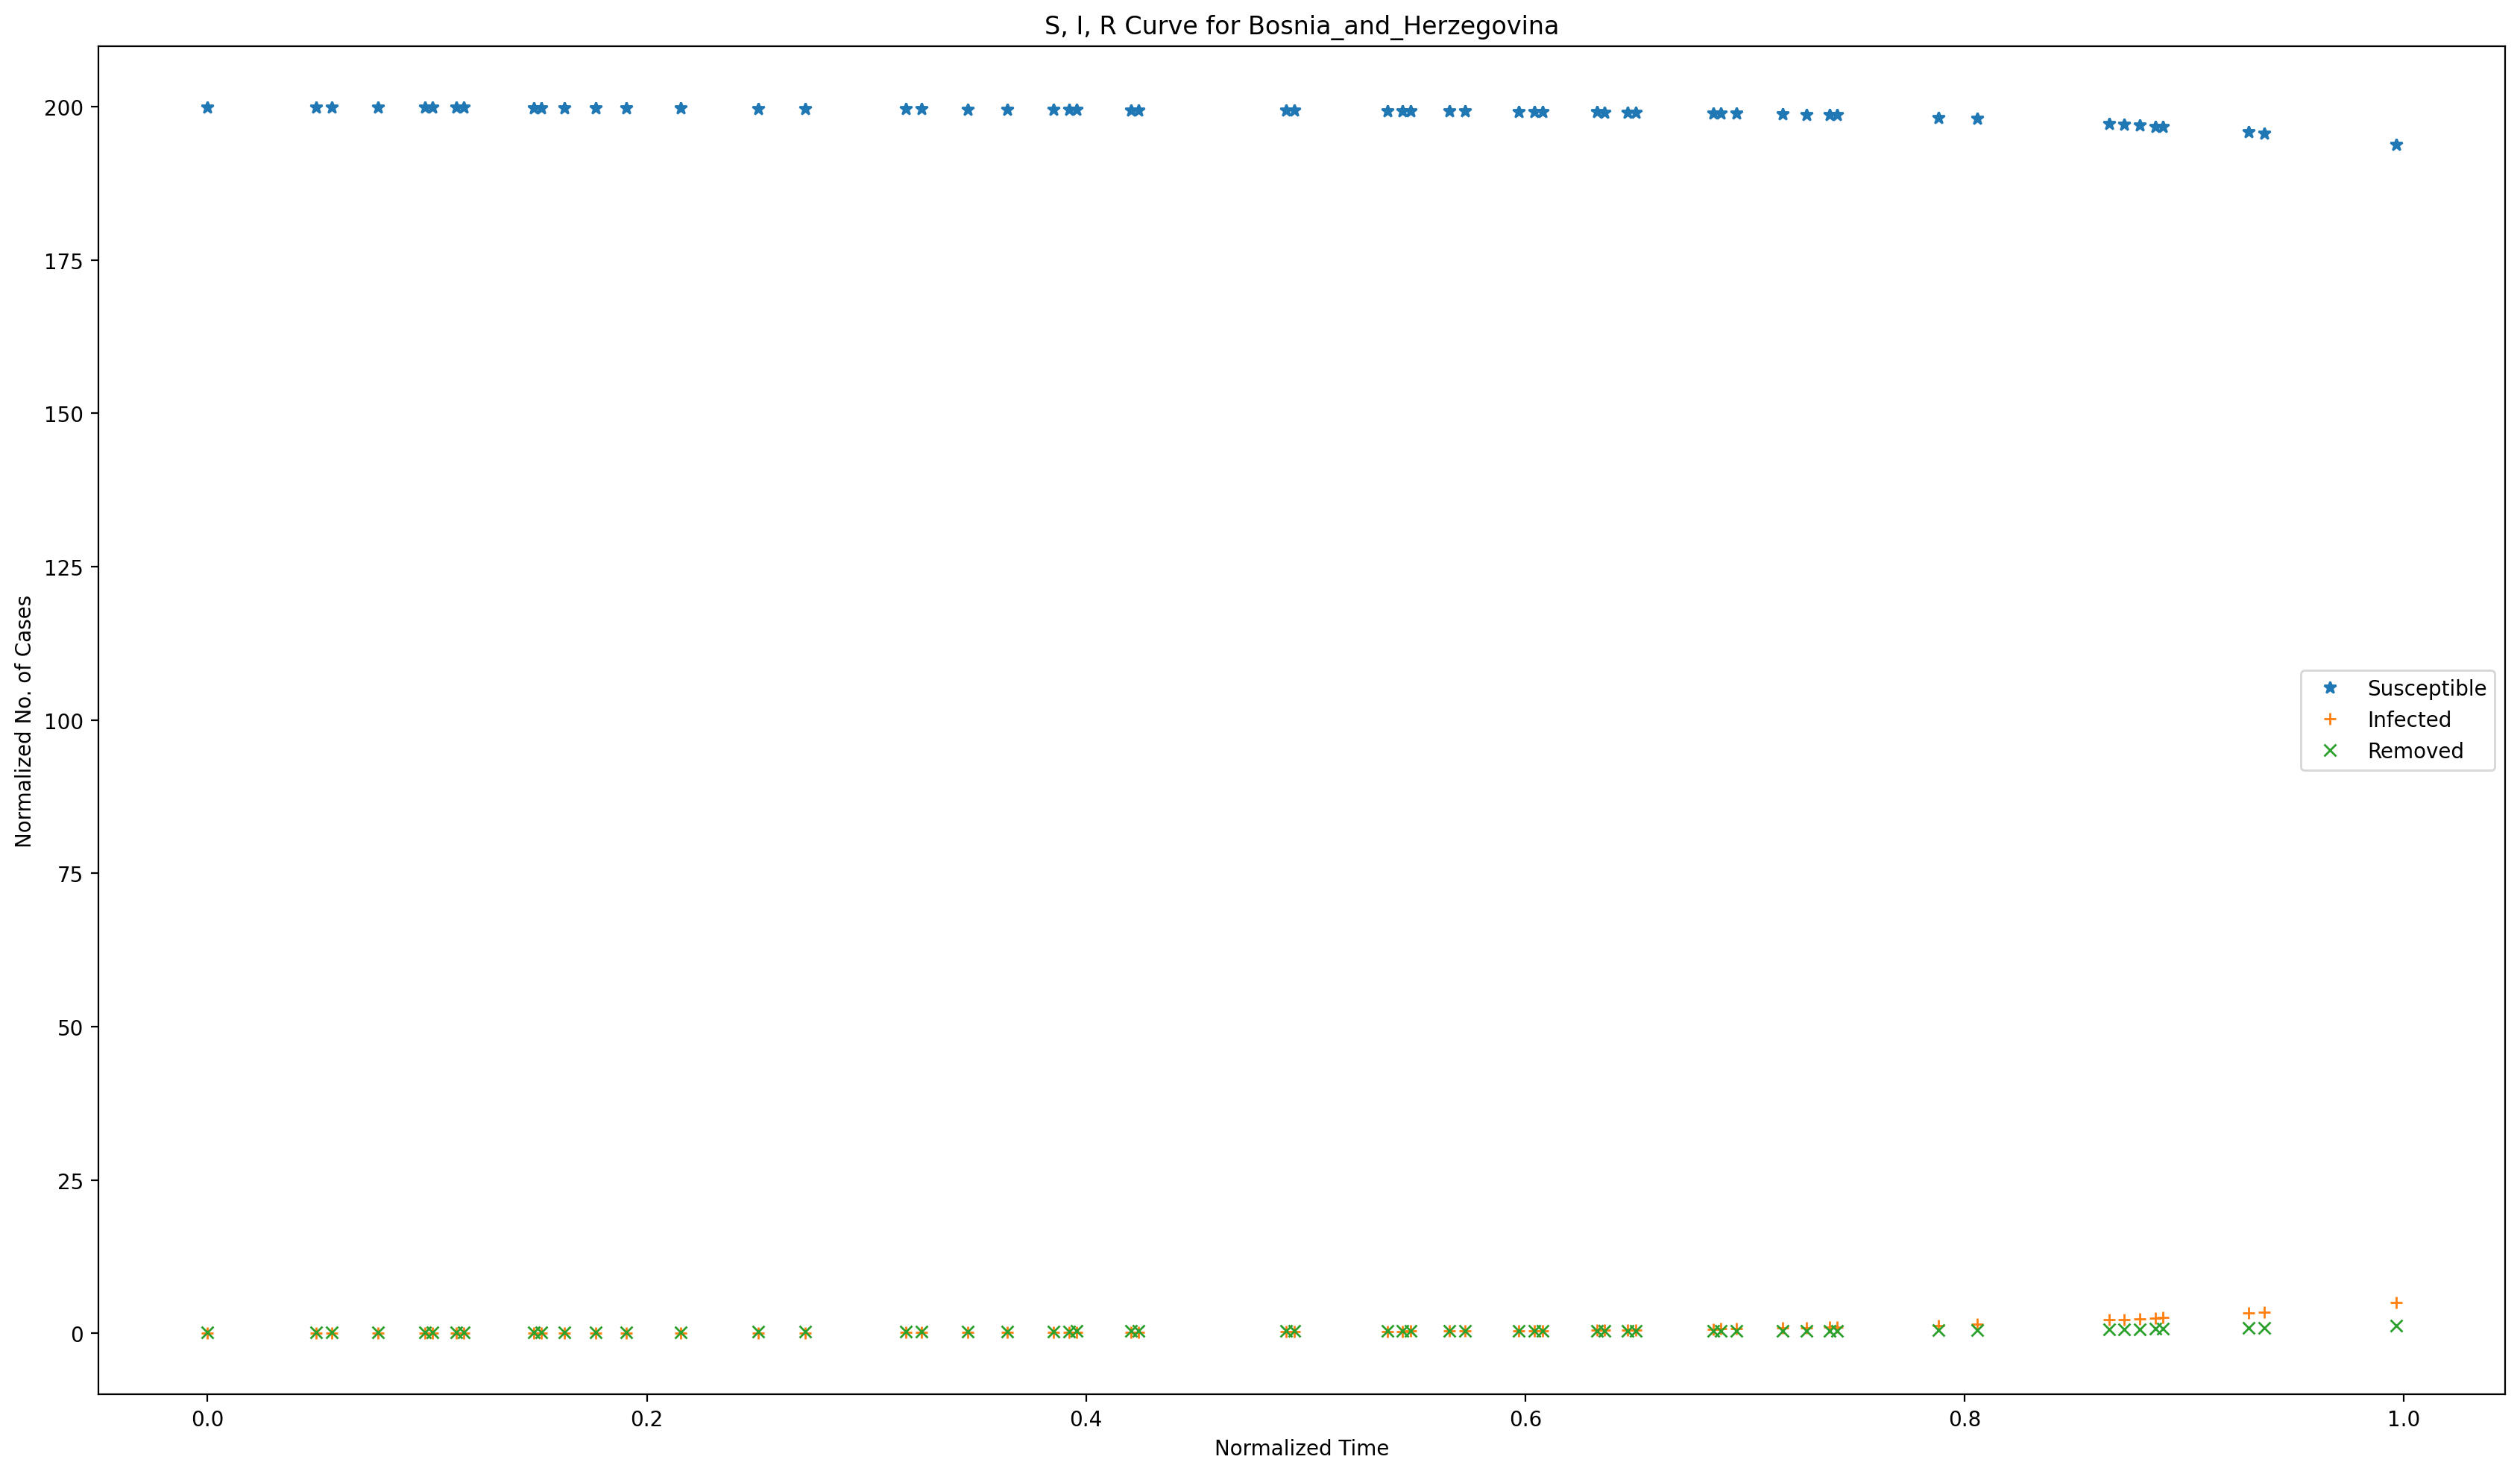 S, I, R Curve for Bosnia_and_Herzegovina
200
175
150
125
100
75
50
25
0
Normalized No. of Cases
Susceptible
Infected
Removed
0.0
0.2
0.4
0.6
0.8
1.0
Normalized Time